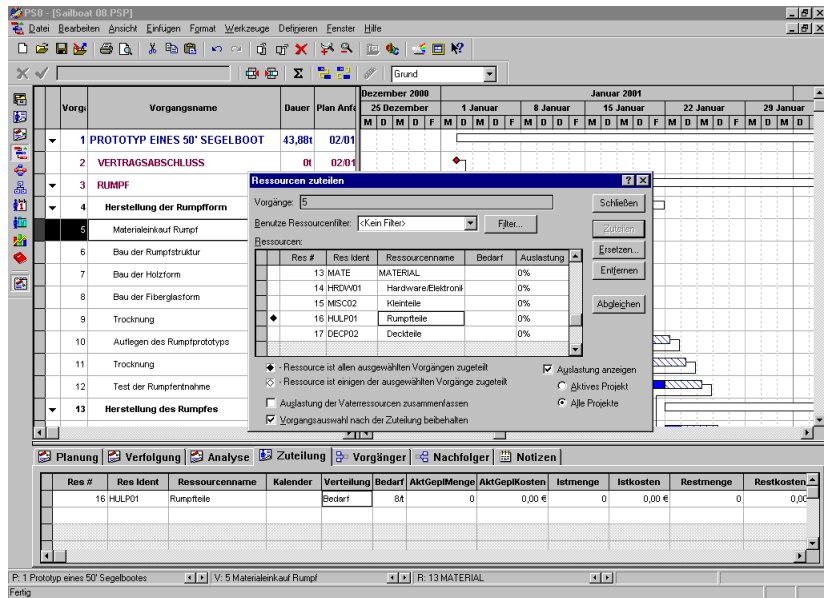 PS8 - [Sailboat 08.PSP]
Datei Bearbeiten Ansicht Einfügen Format Werkzeuge Definieren Fenster Hilfe
Grund
Dezember 2000 Januar 2001
Vorgangsname Dauer Plan Anfa
25 Dezember 1 Januar 8 Januar 15 Januar 22 Januar 29 Januar
M D M D F M D M D F M D M D F M D M D F M D M D F M D M D F
1 PROTOTYP EINES 50' SEGELBOOT 43,88t 02/01
2 VERTRAGSABSCHLUSS 0t 02/01
3 RUMPF
4 Herstellung der Rumpfform
5 Materialeinkauf Rumpf
6 Bau der Rumpfstruktur
7 Bau der Holzform
8 Bau der Fiberglasform
9 Trocknung
10 Auflegen des Rumpfprototyps
11 Trocknung
12 Test der Rumpfentnahme
13 Herstellung des Rumpfes
Ressourcen zuteilen
Vorgänge: 5
Schließen
Benutze Ressourcenfilter: <Kein Filter>
Filter...
Zuteilen
Ressourcen:
Ersetzen...
Entfernen
Abgleichen
Res # Res Ident Ressourcenname Bedarf Auslastung
13 MATE MATERIAL 0%
14 HRDW01 Hardware/Elektronik 0%
15 MISC02 Kleinteile 0%
16 HULP01 Rumpfteile 0%
17 DECP02 Deckteile 0%
- Ressource ist allen ausgewählten Vorgängen zugeteilt
- Ressource ist einigen der ausgewählten Vorgänge zugeteilt
Auslastung anzeigen
Aktives Projekt
Alle Projekte
Auslastung der Vaterressourcen zusammenfassen
Vorgangsauswahl nach der Zuteilung beibehalten
Planung Verfolgung Analyse Zuteilung Vorgänger Nachfolger Notizen
Res # Res Ident Ressourcenname Kalender Verteilung Bedarf AktGeplMenge AktGeplKosten Istmenge Istkosten Restmenge Restkosten
16 HULP01 Rumpfteile Bedarf 8/t 0 0,00 € 0 0,00 € 0 0,00
P: 1 Prototyp eines 50' Segelbootes V: 5 Materialeinkauf Rumpf R: 13 MATERIAL
Fertig